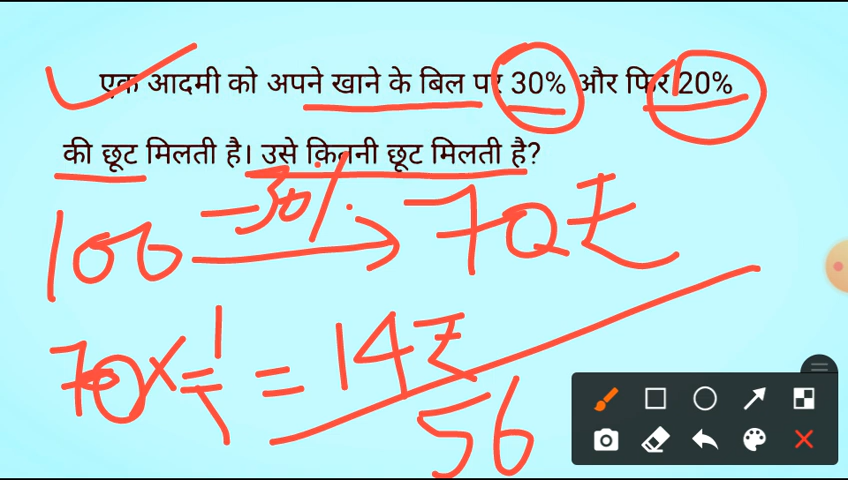 एक आदमी को अपने खाने के बिल पर 30% और फिर 20%
की छूट मिलती है। उसे कितनी छूट मिलती है?
100 -30% → 70₹
70 × 1/5 = 14₹
56